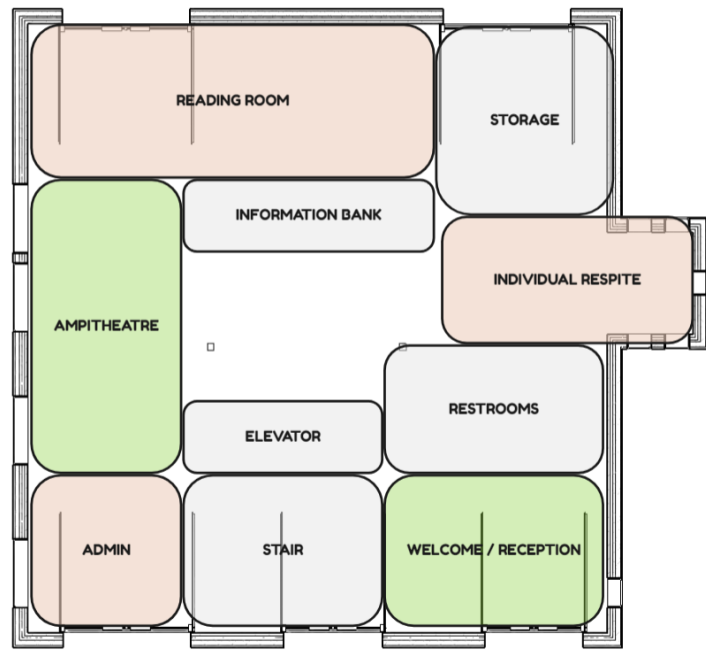 READING ROOM
STORAGE
INFORMATION BANK
INDIVIDUAL RESPITE
AMPITHEATRE
RESTROOMS
ELEVATOR
ADMIN
STAIR
WELCOME / RECEPTION